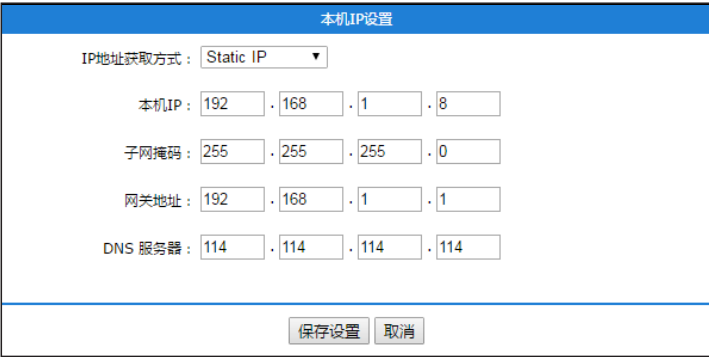 本机IP设置
IP地址获取方式： Static IP
本机IP： 192 . 168 . 1 . 8
子网掩码： 255 . 255 . 255 . 0
网关地址： 192 . 168 . 1 . 1
DNS 服务器： 114 . 114 . 114 . 114
保存设置 取消